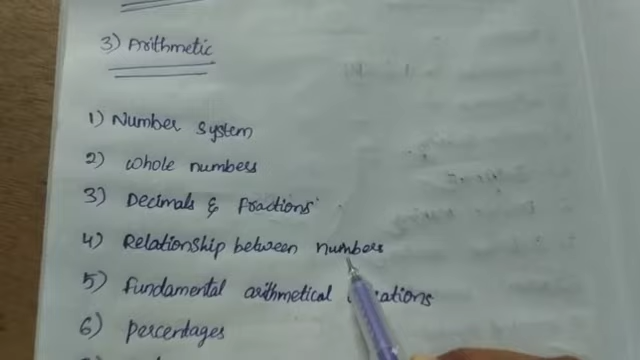 3) Arithmetic
1) Number System
2) Whole numbers
3) Decimals & fractions
4) Relationship between numbers
5) Fundamental arithmetical
6) Percentages